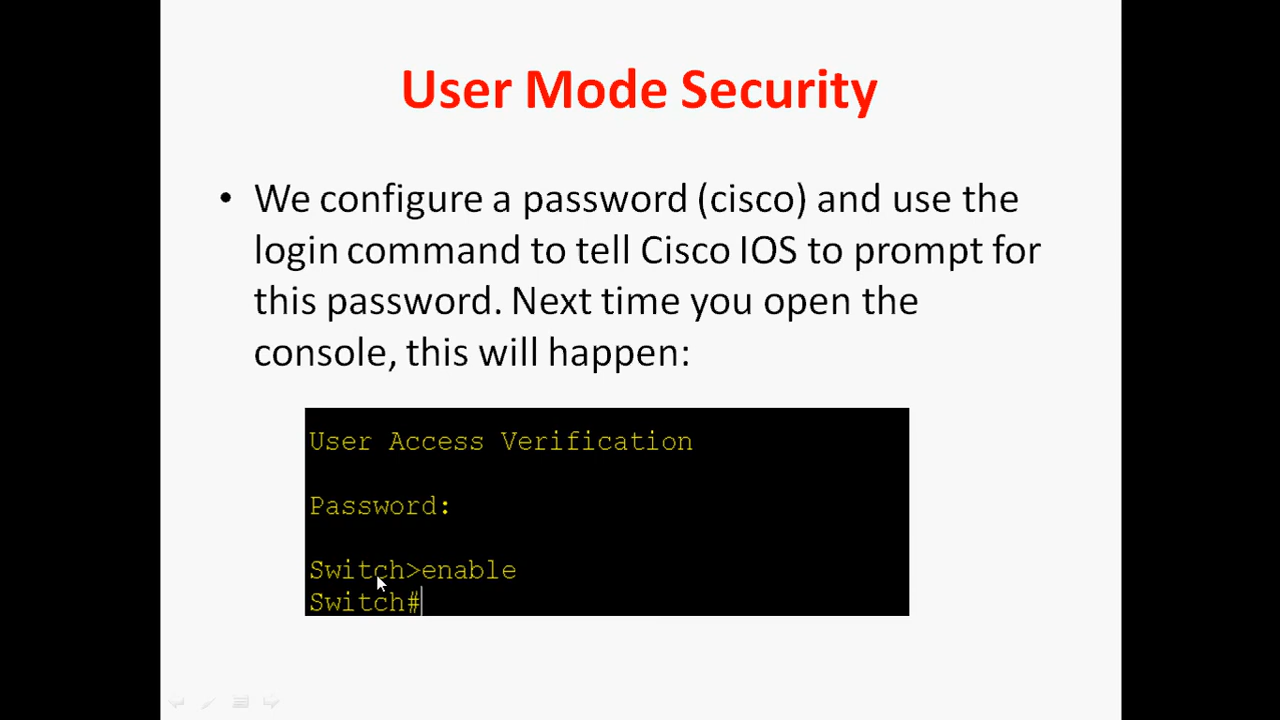 User Mode Security
• We configure a password (cisco) and use the
login command to tell Cisco IOS to prompt for
this password. Next time you open the
console, this will happen:
User Access Verification
Password:
Switch>enable
Switch#